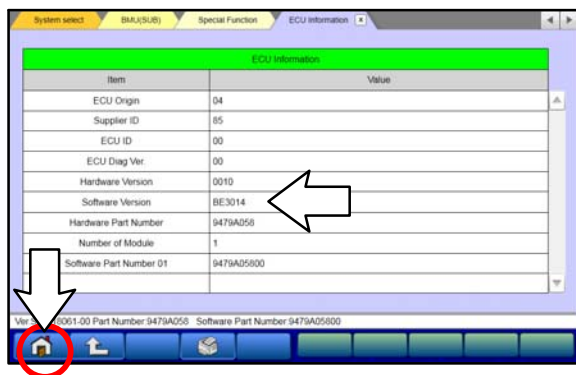 System select BMU(SUB) Special Function ECU Information
ECU Information
Item Value
ECU Origin 04
Supplier ID 85
ECU ID 00
ECU Diag Ver. 00
Hardware Version 0010
Software Version BE3014
Hardware Part Number 9479A058
Number of Module 1
Software Part Number 01 9479A05800
8061-00 Part Number:9479A058 Software Part Number:9479A05800